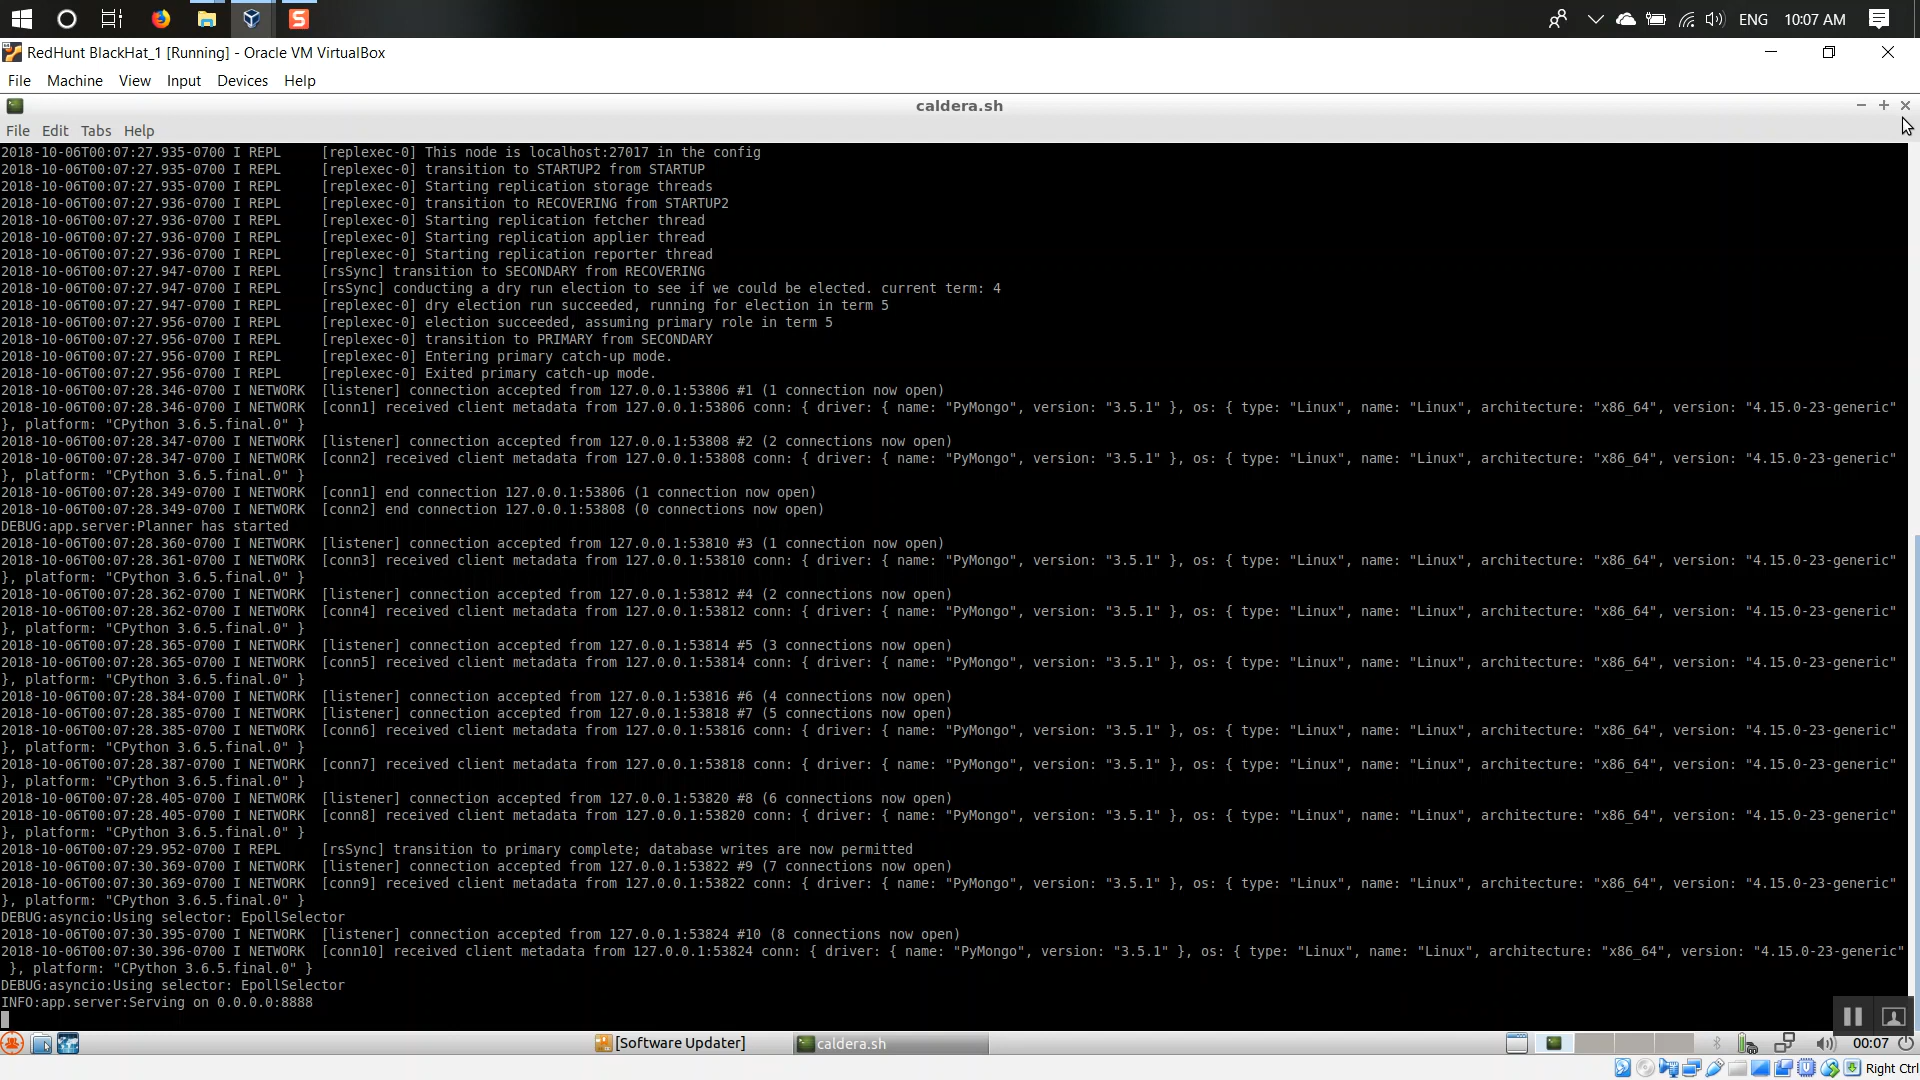 ENG
10:07 AM
RedHunt BlackHat_1 [Running] - Oracle VM VirtualBox
File Machine View Input Devices Help
caldera.sh
File Edit Tabs Help
2018-10-06T00:07:27.935-0700 I REPL     [replexec-0] This node is localhost:27017 in the config
2018-10-06T00:07:27.935-0700 I REPL     [replexec-0] transition to STARTUP2 from STARTUP
2018-10-06T00:07:27.935-0700 I REPL     [replexec-0] Starting replication storage threads
2018-10-06T00:07:27.936-0700 I REPL     [replexec-0] transition to RECOVERING from STARTUP2
2018-10-06T00:07:27.936-0700 I REPL     [replexec-0] Starting replication fetcher thread
2018-10-06T00:07:27.936-0700 I REPL     [replexec-0] Starting replication applier thread
2018-10-06T00:07:27.936-0700 I REPL     [replexec-0] Starting replication reporter thread
2018-10-06T00:07:27.947-0700 I REPL     [rsSync] transition to SECONDARY from RECOVERING
2018-10-06T00:07:27.947-0700 I REPL     [rsSync] conducting a dry run election to see if we could be elected. current term: 4
2018-10-06T00:07:27.947-0700 I REPL     [replexec-0] dry election run succeeded, running for election in term 5
2018-10-06T00:07:27.956-0700 I REPL     [replexec-0] election succeeded, assuming primary role in term 5
2018-10-06T00:07:27.956-0700 I REPL     [replexec-0] transition to PRIMARY from SECONDARY
2018-10-06T00:07:27.956-0700 I REPL     [replexec-0] Entering primary catch-up mode.
2018-10-06T00:07:27.956-0700 I REPL     [replexec-0] Exited primary catch-up mode.
2018-10-06T00:07:28.346-0700 I NETWORK  [listener] connection accepted from 127.0.0.1:53806 #1 (1 connection now open)
2018-10-06T00:07:28.346-0700 I NETWORK  [conn1] received client metadata from 127.0.0.1:53806 conn: { driver: { name: "PyMongo", version: "3.5.1" }, os: { type: "Linux", name: "Linux", architecture: "x86_64", version: "4.15.0-23-generic"
}, platform: "CPython 3.6.5.final.0" }
2018-10-06T00:07:28.347-0700 I NETWORK  [listener] connection accepted from 127.0.0.1:53808 #2 (2 connections now open)
2018-10-06T00:07:28.347-0700 I NETWORK  [conn2] received client metadata from 127.0.0.1:53808 conn: { driver: { name: "PyMongo", version: "3.5.1" }, os: { type: "Linux", name: "Linux", architecture: "x86_64", version: "4.15.0-23-generic"
}, platform: "CPython 3.6.5.final.0" }
2018-10-06T00:07:28.349-0700 I NETWORK  [conn1] end connection 127.0.0.1:53806 (1 connection now open)
2018-10-06T00:07:28.349-0700 I NETWORK  [conn2] end connection 127.0.0.1:53808 (0 connections now open)
DEBUG:app.server:Planner has started
2018-10-06T00:07:28.360-0700 I NETWORK  [listener] connection accepted from 127.0.0.1:53810 #3 (1 connection now open)
2018-10-06T00:07:28.361-0700 I NETWORK  [conn3] received client metadata from 127.0.0.1:53810 conn: { driver: { name: "PyMongo", version: "3.5.1" }, os: { type: "Linux", name: "Linux", architecture: "x86_64", version: "4.15.0-23-generic"
}, platform: "CPython 3.6.5.final.0" }
2018-10-06T00:07:28.362-0700 I NETWORK  [listener] connection accepted from 127.0.0.1:53812 #4 (2 connections now open)
2018-10-06T00:07:28.362-0700 I NETWORK  [conn4] received client metadata from 127.0.0.1:53812 conn: { driver: { name: "PyMongo", version: "3.5.1" }, os: { type: "Linux", name: "Linux", architecture: "x86_64", version: "4.15.0-23-generic"
}, platform: "CPython 3.6.5.final.0" }
2018-10-06T00:07:28.365-0700 I NETWORK  [listener] connection accepted from 127.0.0.1:53814 #5 (3 connections now open)
2018-10-06T00:07:28.365-0700 I NETWORK  [conn5] received client metadata from 127.0.0.1:53814 conn: { driver: { name: "PyMongo", version: "3.5.1" }, os: { type: "Linux", name: "Linux", architecture: "x86_64", version: "4.15.0-23-generic"
}, platform: "CPython 3.6.5.final.0" }
2018-10-06T00:07:28.384-0700 I NETWORK  [listener] connection accepted from 127.0.0.1:53816 #6 (4 connections now open)
2018-10-06T00:07:28.385-0700 I NETWORK  [listener] connection accepted from 127.0.0.1:53818 #7 (5 connections now open)
2018-10-06T00:07:28.385-0700 I NETWORK  [conn6] received client metadata from 127.0.0.1:53816 conn: { driver: { name: "PyMongo", version: "3.5.1" }, os: { type: "Linux", name: "Linux", architecture: "x86_64", version: "4.15.0-23-generic"
}, platform: "CPython 3.6.5.final.0" }
2018-10-06T00:07:28.387-0700 I NETWORK  [conn7] received client metadata from 127.0.0.1:53818 conn: { driver: { name: "PyMongo", version: "3.5.1" }, os: { type: "Linux", name: "Linux", architecture: "x86_64", version: "4.15.0-23-generic"
}, platform: "CPython 3.6.5.final.0" }
2018-10-06T00:07:28.405-0700 I NETWORK  [listener] connection accepted from 127.0.0.1:53820 #8 (6 connections now open)
2018-10-06T00:07:28.405-0700 I NETWORK  [conn8] received client metadata from 127.0.0.1:53820 conn: { driver: { name: "PyMongo", version: "3.5.1" }, os: { type: "Linux", name: "Linux", architecture: "x86_64", version: "4.15.0-23-generic"
}, platform: "CPython 3.6.5.final.0" }
2018-10-06T00:07:29.952-0700 I REPL     [rsSync] transition to primary complete; database writes are now permitted
2018-10-06T00:07:30.369-0700 I NETWORK  [listener] connection accepted from 127.0.0.1:53822 #9 (7 connections now open)
2018-10-06T00:07:30.369-0700 I NETWORK  [conn9] received client metadata from 127.0.0.1:53822 conn: { driver: { name: "PyMongo", version: "3.5.1" }, os: { type: "Linux", name: "Linux", architecture: "x86_64", version: "4.15.0-23-generic"
}, platform: "CPython 3.6.5.final.0" }
DEBUG:asyncio:Using selector: EpollSelector
2018-10-06T00:07:30.395-0700 I NETWORK  [listener] connection accepted from 127.0.0.1:53824 #10 (8 connections now open)
2018-10-06T00:07:30.396-0700 I NETWORK  [conn10] received client metadata from 127.0.0.1:53824 conn: { driver: { name: "PyMongo", version: "3.5.1" }, os: { type: "Linux", name: "Linux", architecture: "x86_64", version: "4.15.0-23-generic"
 }, platform: "CPython 3.6.5.final.0" }
DEBUG:asyncio:Using selector: EpollSelector
INFO:app.server:Serving on 0.0.0.0:8888
[Software Updater]
caldera.sh
00:07
Right Ctrl